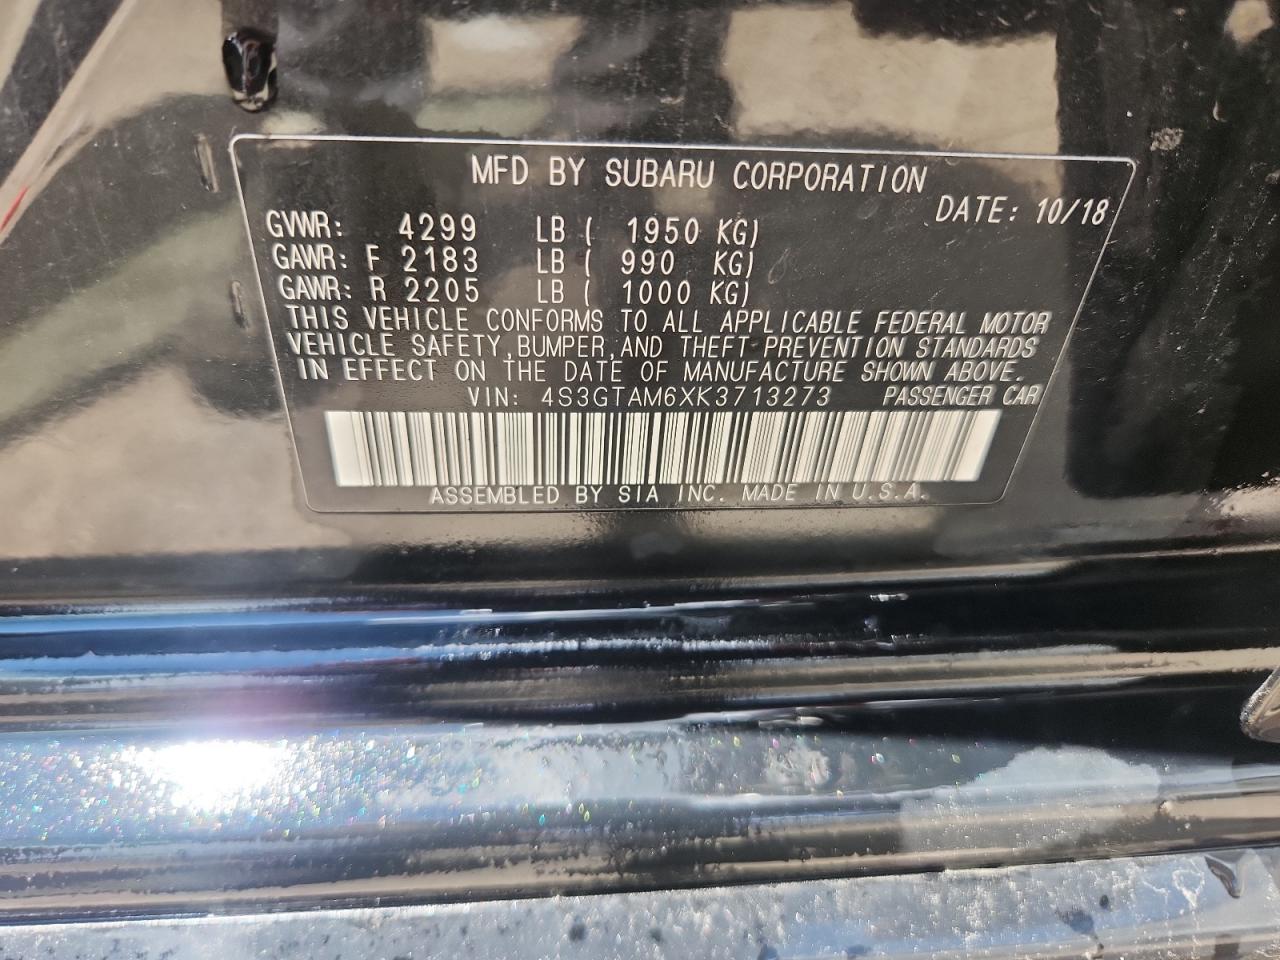 MFD BY SUBARU CORPORATION
DATE: 10/18
GVWR: 4299 LB ( 1950 KG)
GAWR: F 2183 LB ( 990 KG)
GAWR: R 2205 LB ( 1000 KG)
THIS VEHICLE CONFORMS TO ALL APPLICABLE FEDERAL MOTOR
VEHICLE SAFETY, BUMPER, AND THEFT PREVENTION STANDARDS
IN EFFECT ON THE DATE OF MANUFACTURE SHOWN ABOVE.
VIN: 4S3GTAM6XK3713273 PASSENGER CAR
ASSEMBLED BY SIA INC. MADE IN U.S.A.